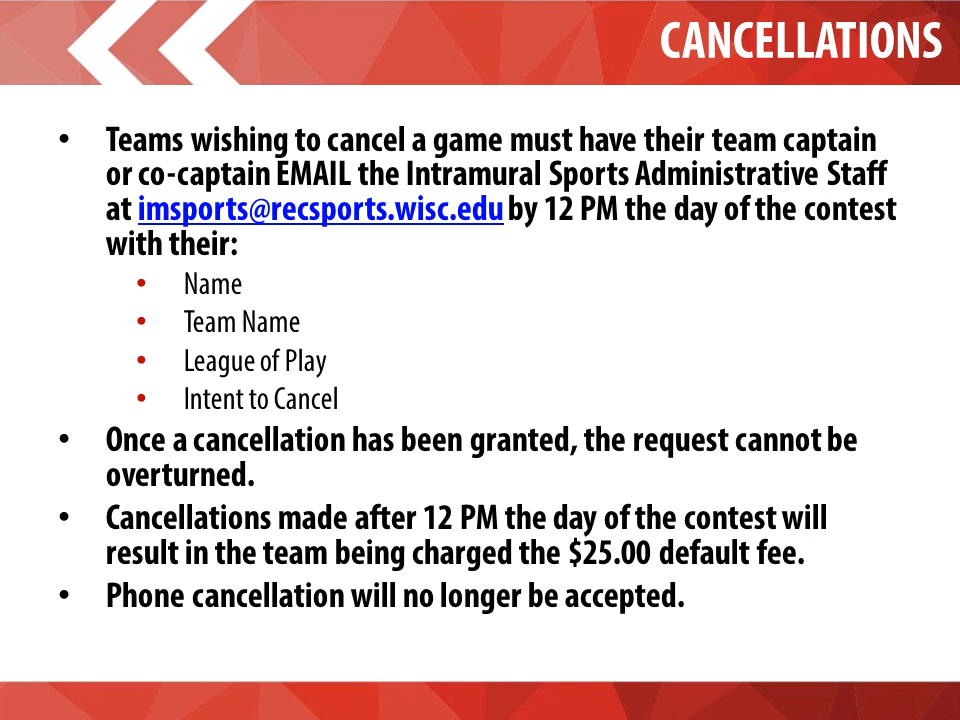 CANCELLATIONS
• Teams wishing to cancel a game must have their team captain
or co-captain EMAIL the Intramural Sports Administrative Staff
at imsports@recsports.wisc.edu by 12 PM the day of the contest
with their:
• Name
• Team Name
• League of Play
• Intent to Cancel
• Once a cancellation has been granted, the request cannot be
overturned.
• Cancellations made after 12 PM the day of the contest will
result in the team being charged the $25.00 default fee.
• Phone cancellation will no longer be accepted.